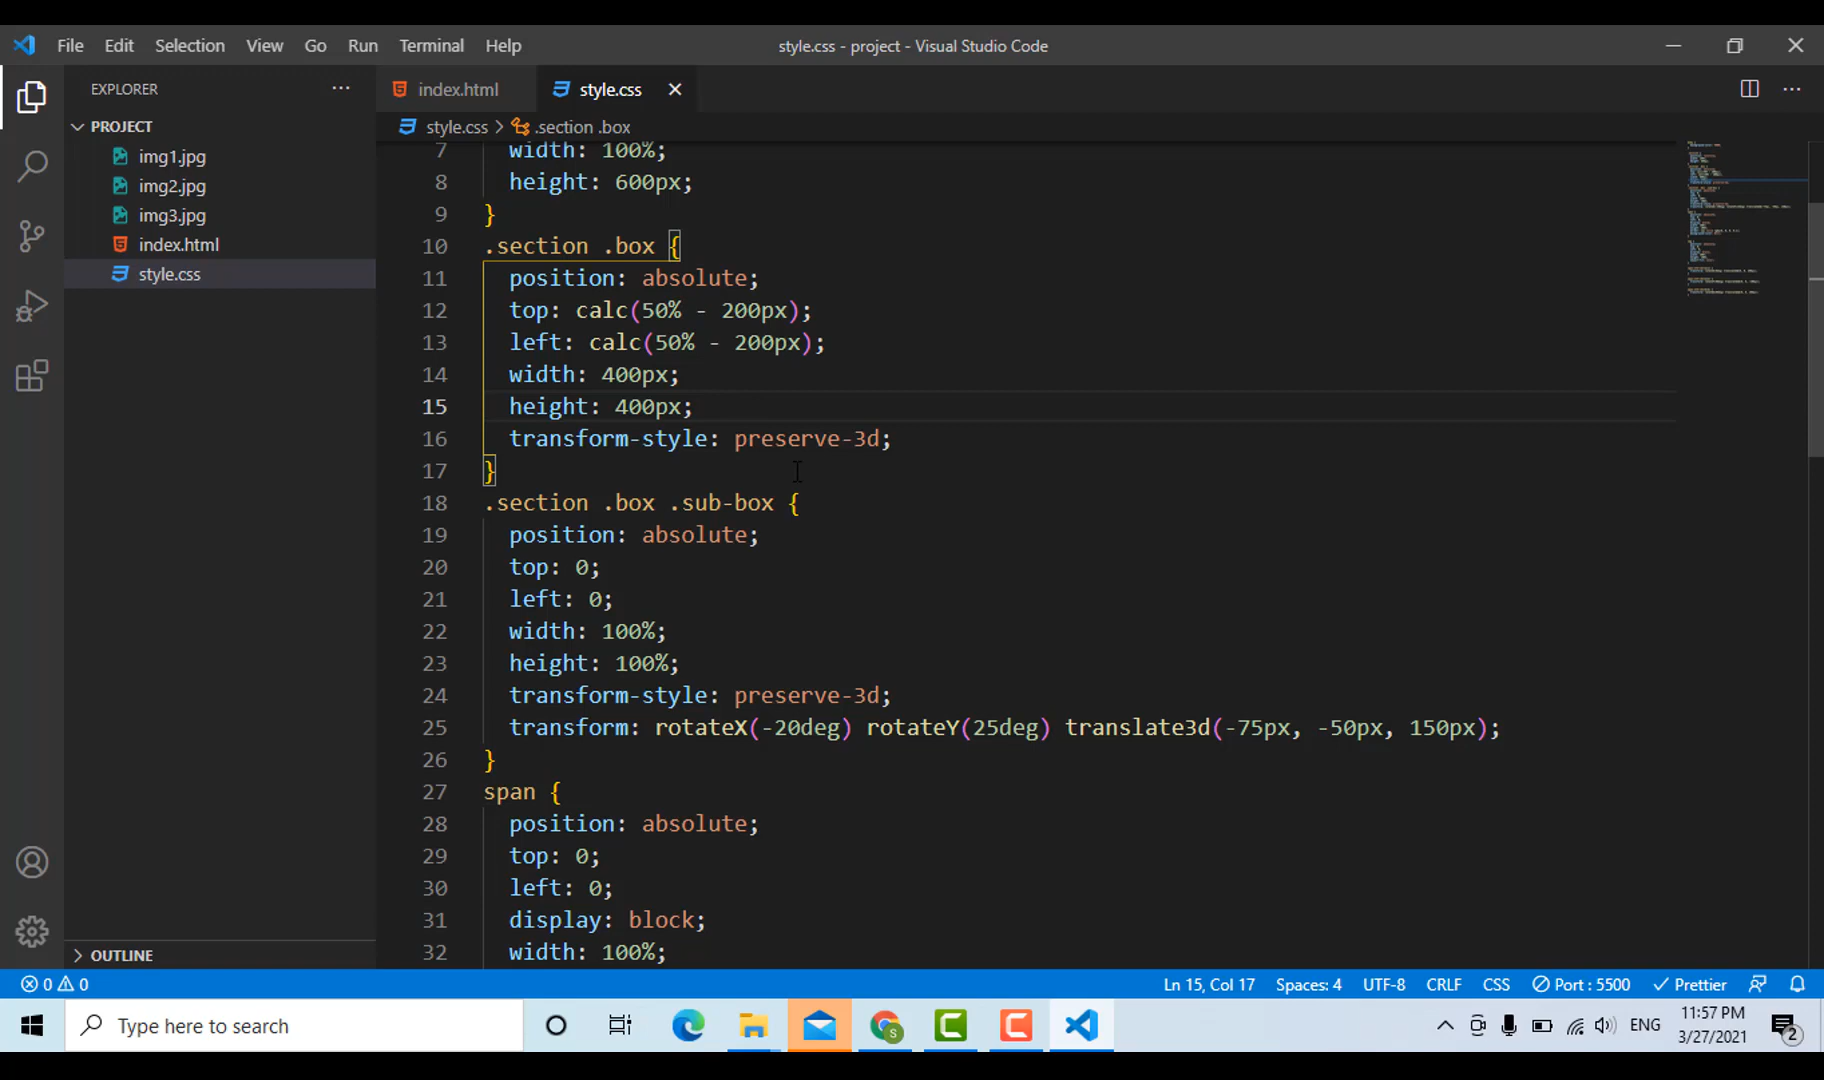 File Edit Selection View Go Run Terminal Help
style.css - project - Visual Studio Code
EXPLORER
PROJECT
img1.jpg
img2.jpg
img3.jpg
index.html
style.css
OUTLINE
index.html style.css
style.css > .section .box
7 width: 100%;
8 height: 600px;
9 }
10 .section .box {
11 position: absolute;
12 top: calc(50% - 200px);
13 left: calc(50% - 200px);
14 width: 400px;
15 height: 400px;
16 transform-style: preserve-3d;
17 }
18 .section .box .sub-box {
19 position: absolute;
20 top: 0;
21 left: 0;
22 width: 100%;
23 height: 100%;
24 transform-style: preserve-3d;
25 transform: rotateX(-20deg) rotateY(25deg) translate3d(-75px, -50px, 150px);
26 }
27 span {
28 position: absolute;
29 top: 0;
30 left: 0;
31 display: block;
32 width: 100%;
0 0 Ln 15, Col 17 Spaces: 4 UTF-8 CRLF CSS Port : 5500 Prettier
Type here to search
S
ENG
11:57 PM
3/27/2021
2